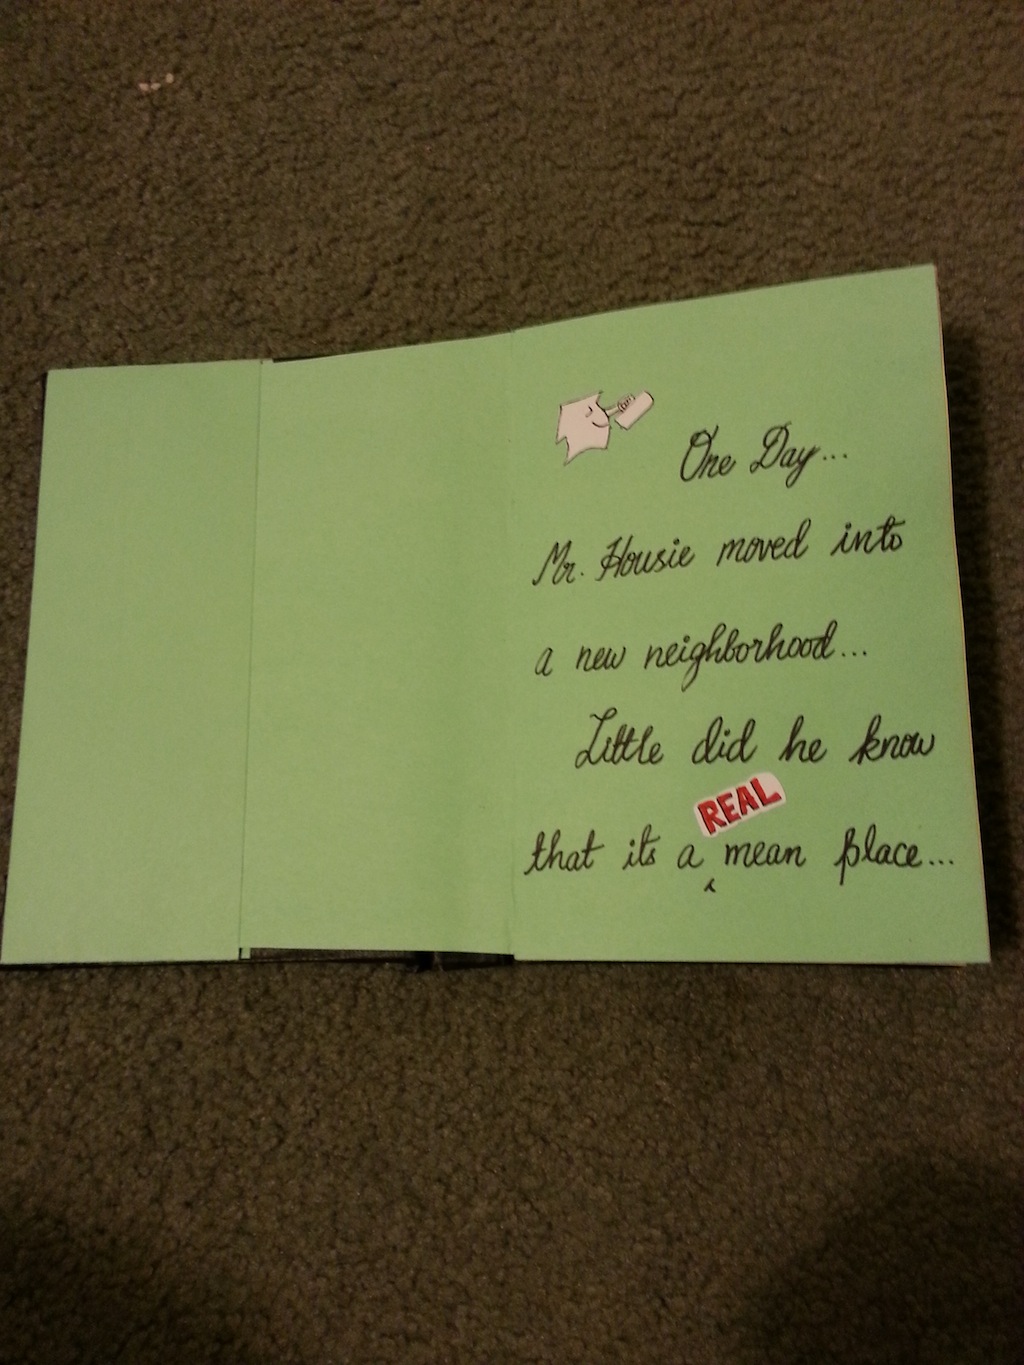 One Day...
Mr. Housie moved into
a new neighborhood...
Little did he know
REAL
that its a ^ mean place...